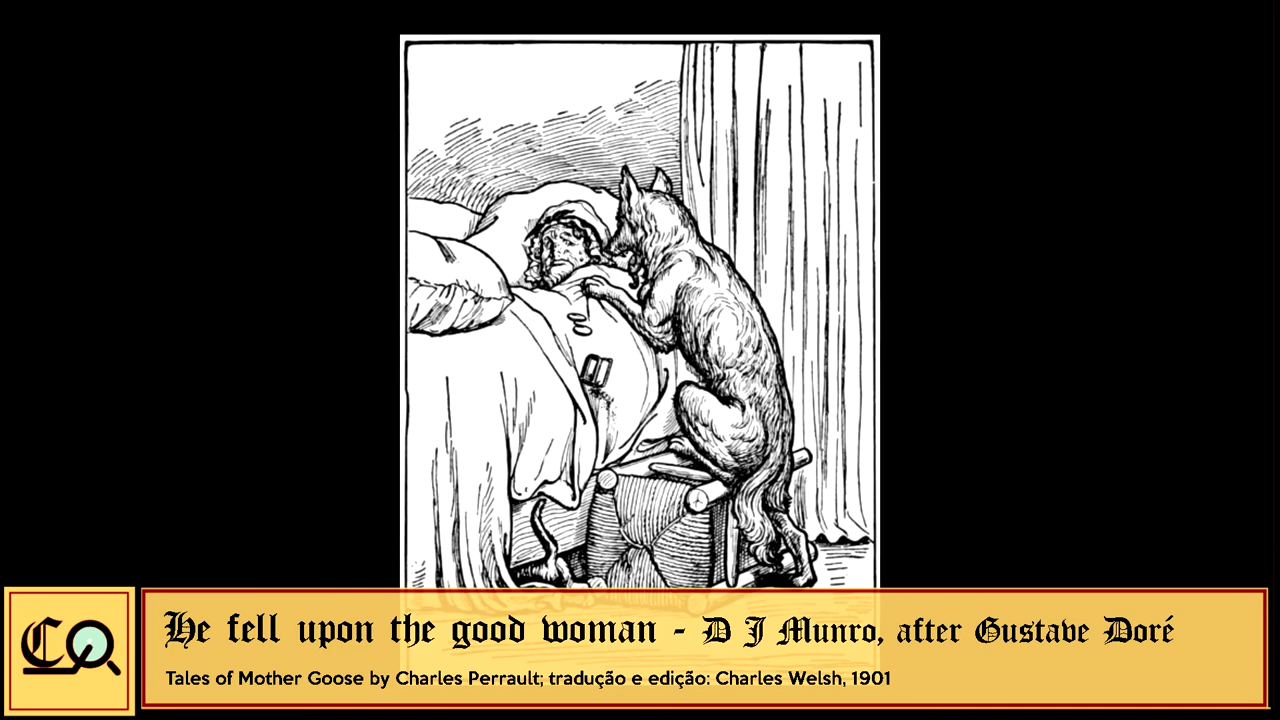 He fell upon the good woman - D J Munro, after Gustave Doré
CQ
Tales of Mother Goose by Charles Perrault; tradução e edição: Charles Welsh, 1901